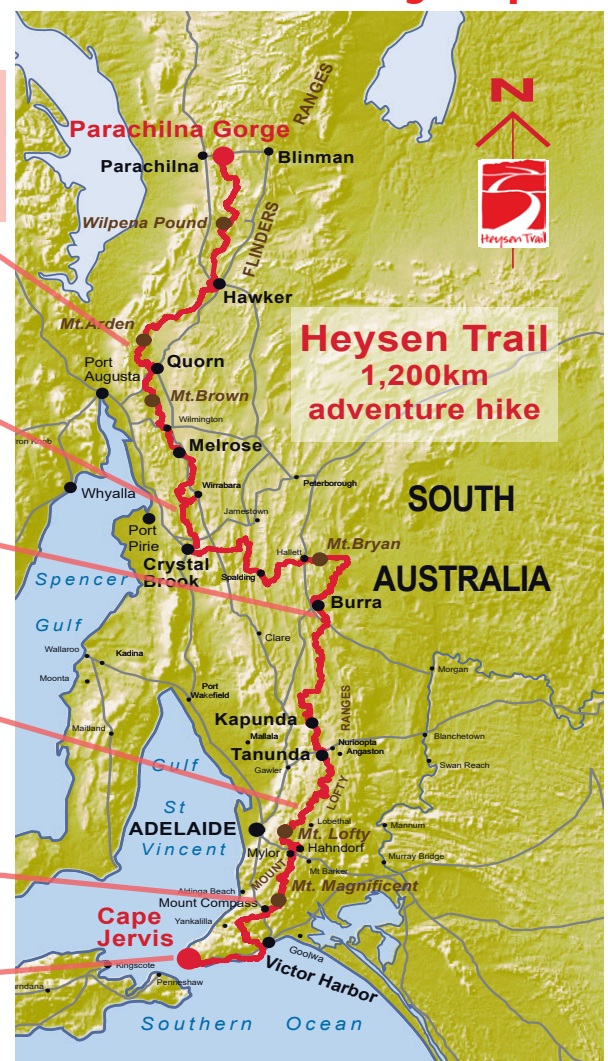 RANGES
N
Heysen Trail
Parachilna Gorge
Parachilna
Blinman
Wilpena Pound
FLINDERS
Hawker
Mt.Arden
Heysen Trail
1,200km
adventure hike
Port
Augusta
Quorn
Mt.Brown
Wilmington
Melrose
Whyalla
Wirrabara
Peterborough
SOUTH
AUSTRALIA
Port
Pirie
Jamestown
Crystal
Brook
Spalding
Hallett
Mt.Bryan
Burra
Spencer
Gulf
Clare
Wallaroo
Kadina
Moonta
Morgan
Port
Wakefield
Maitland
Kapunda
RANGES
Mallala
Tanunda
Nurioopta
Angaston
Blanchetown
Swan Reach
Gawler
LOFTY
Gulf
St
Vincent
ADELAIDE
Lobethal
Mt. Lofty
Mannum
Mylor
Hahndorf
Murray Bridge
Mt Barker
MOUNT
Mt. Magnificent
Aldinga Beach
Mount Compass
Yankalilla
Cape
Jervis
Goolwa
Victor Harbor
Kingscote
Penneshaw
Southern Ocean